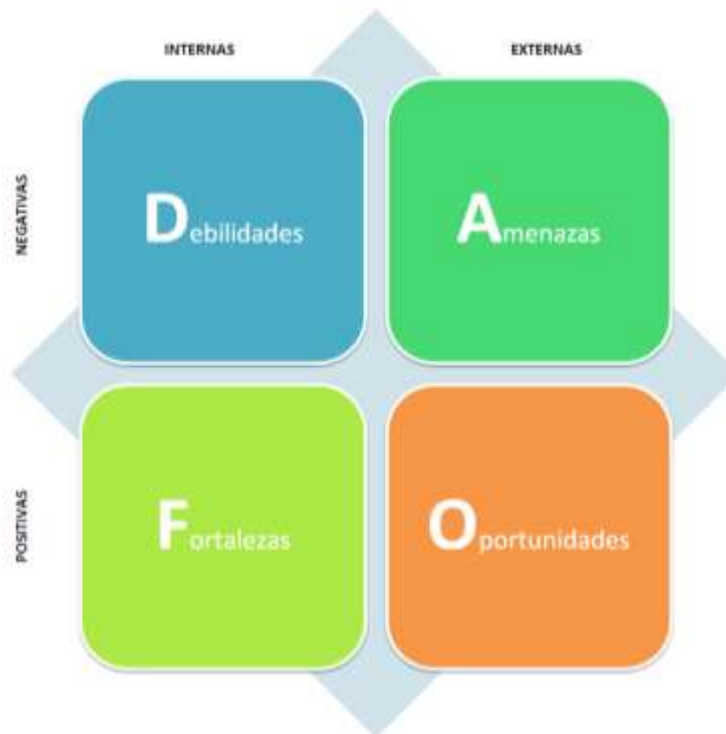 INTERNAS
EXTERNAS
NEGATIVAS
Debilidades
Amenazas
POSITIVAS
Fortalezas
Oportunidades